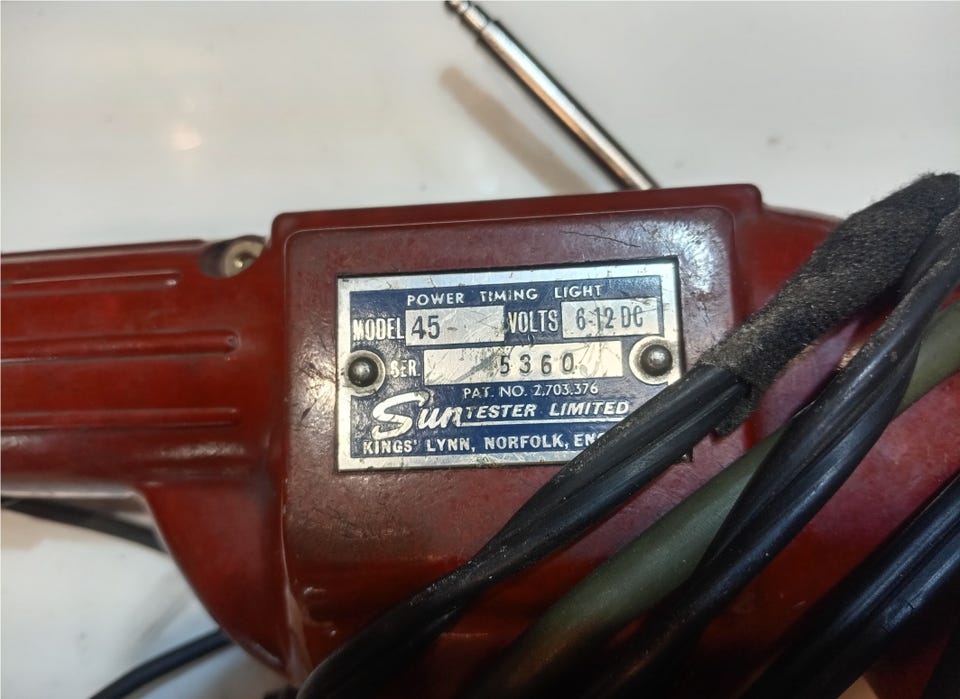 POWER TIMING LIGHT
MODEL 45- VOLTS 6-12 DC
SER. 5360
PAT. NO. 2,703,376
Sun TESTER LIMITED
KINGS' LYNN, NORFOLK,